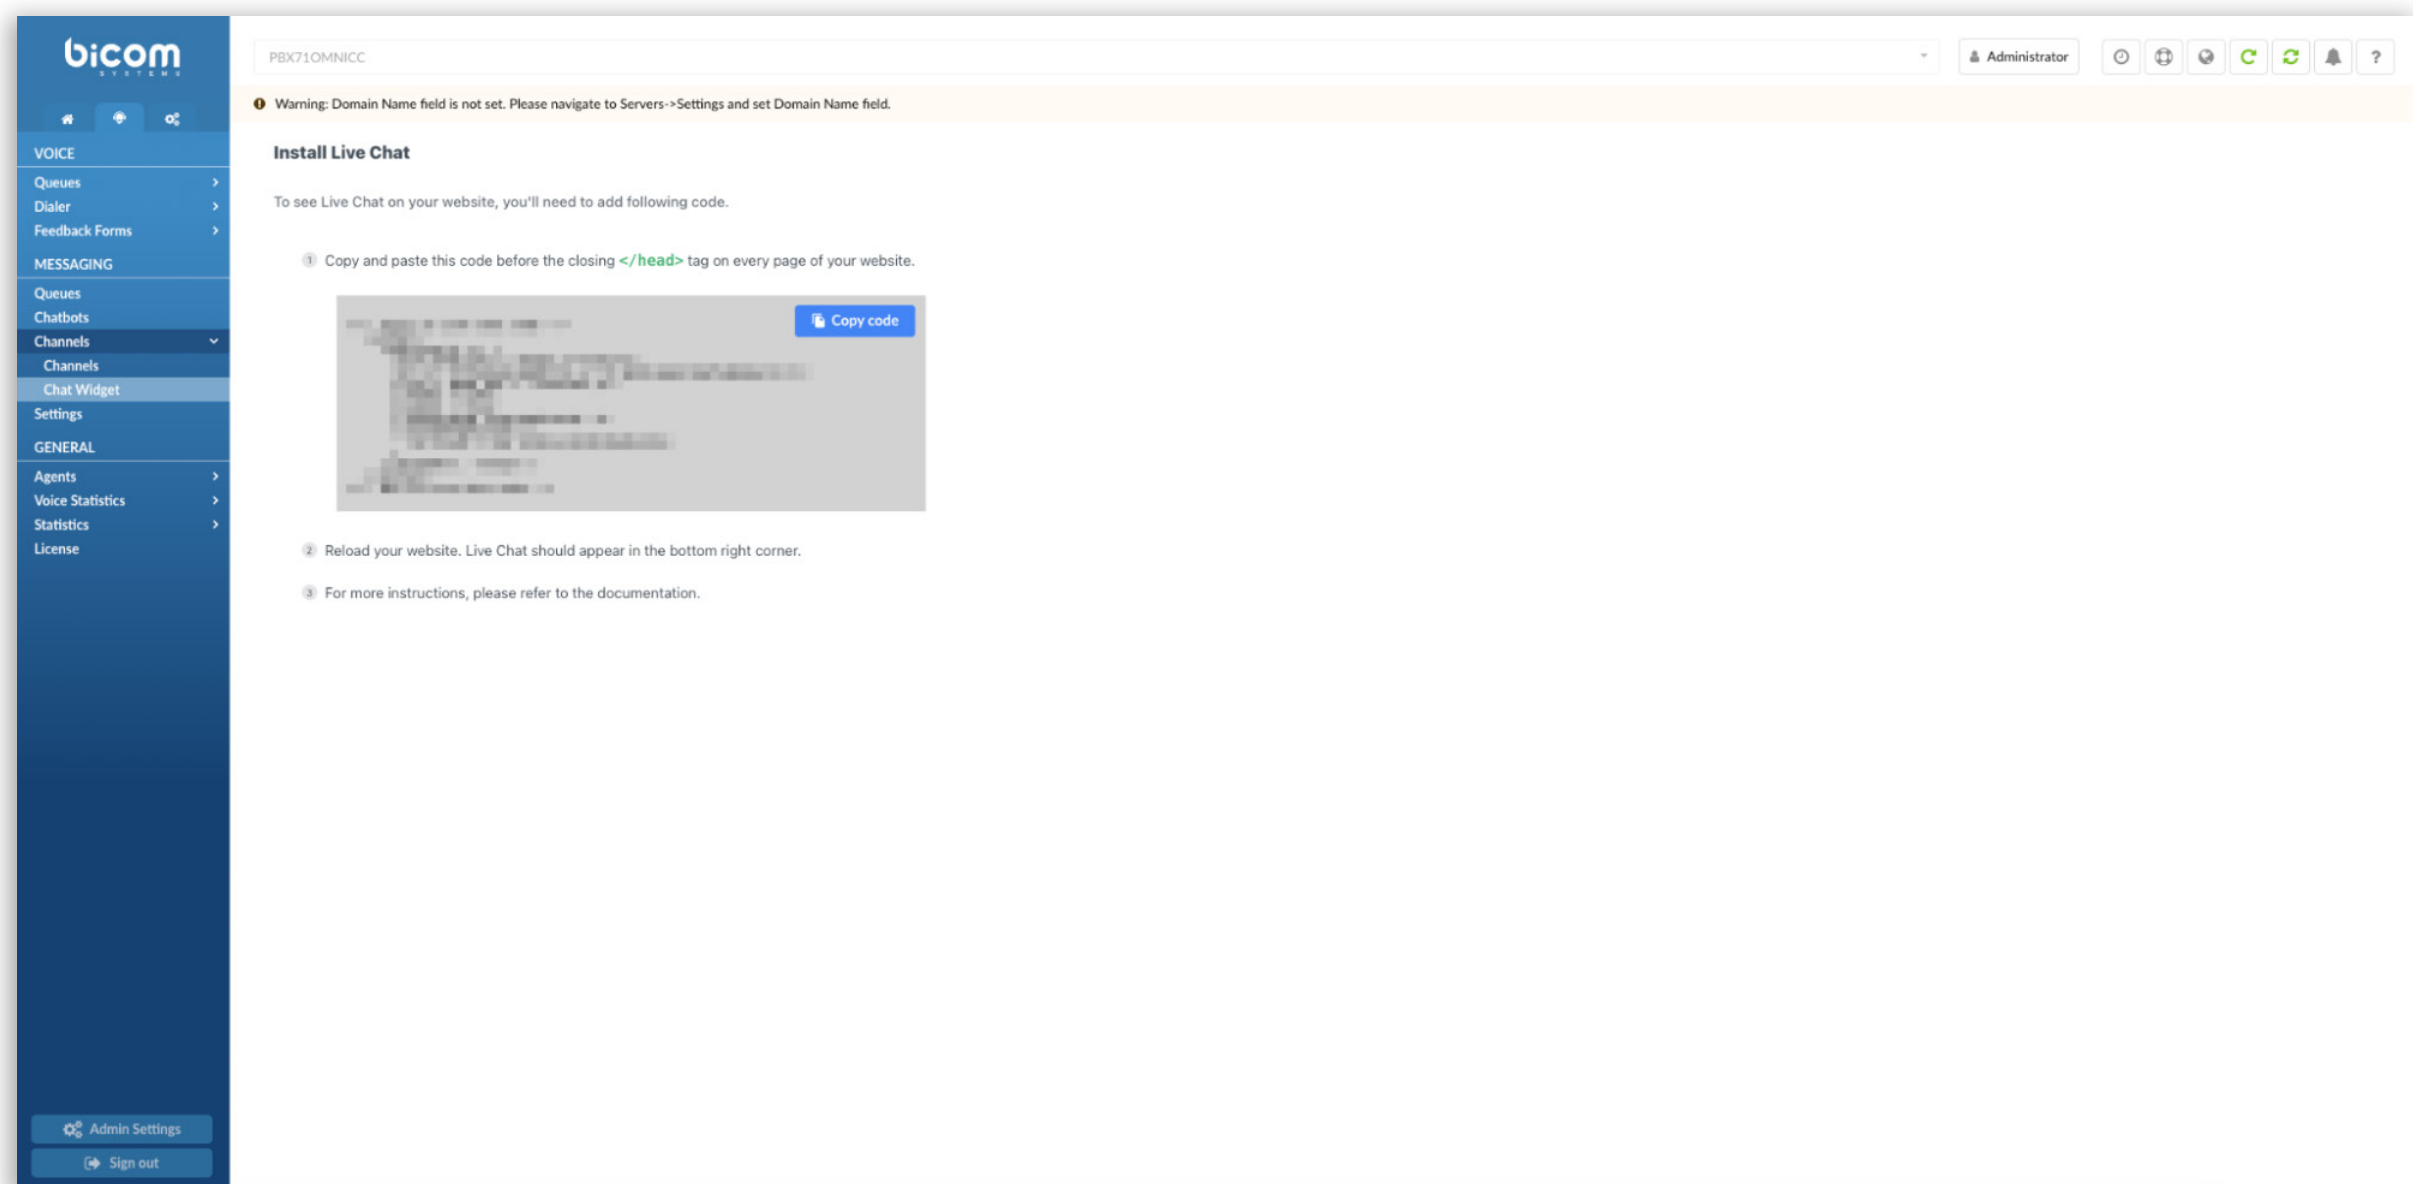 bicom
SYSTEMS
PBX71OMNICC
Administrator
?
Warning: Domain Name field is not set. Please navigate to Servers->Settings and set Domain Name field.
VOICE
Queues
Dialer
Feedback Forms
MESSAGING
Queues
Chatbots
Channels
Channels
Chat Widget
Settings
GENERAL
Agents
Voice Statistics
Statistics
License
Admin Settings
Sign out
Install Live Chat
To see Live Chat on your website, you'll need to add following code.
1 Copy and paste this code before the closing </head> tag on every page of your website.
Copy code
2 Reload your website. Live Chat should appear in the bottom right corner.
3 For more instructions, please refer to the documentation.